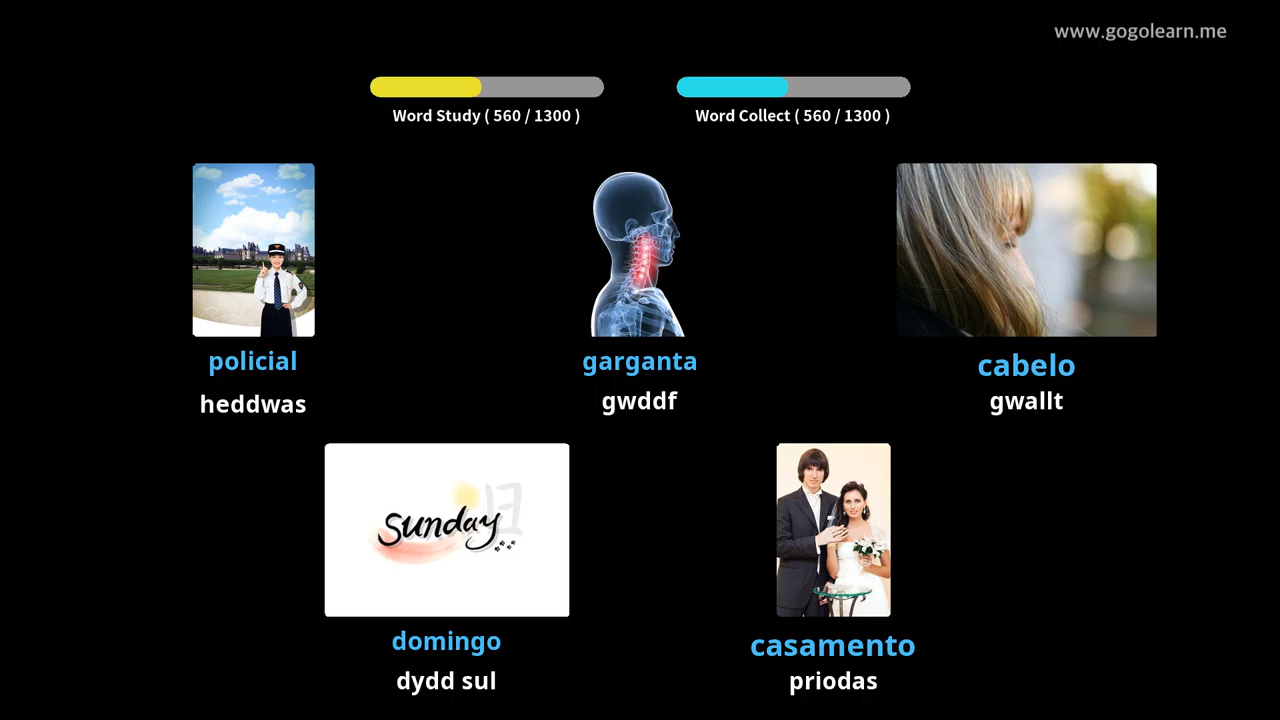 www.gogolearn.me
Word Study ( 560 / 1300 )
Word Collect ( 560 / 1300 )
policial
heddwas
garganta
gwddf
cabelo
gwallt
Sunday
日
domingo
dydd sul
casamento
priodas